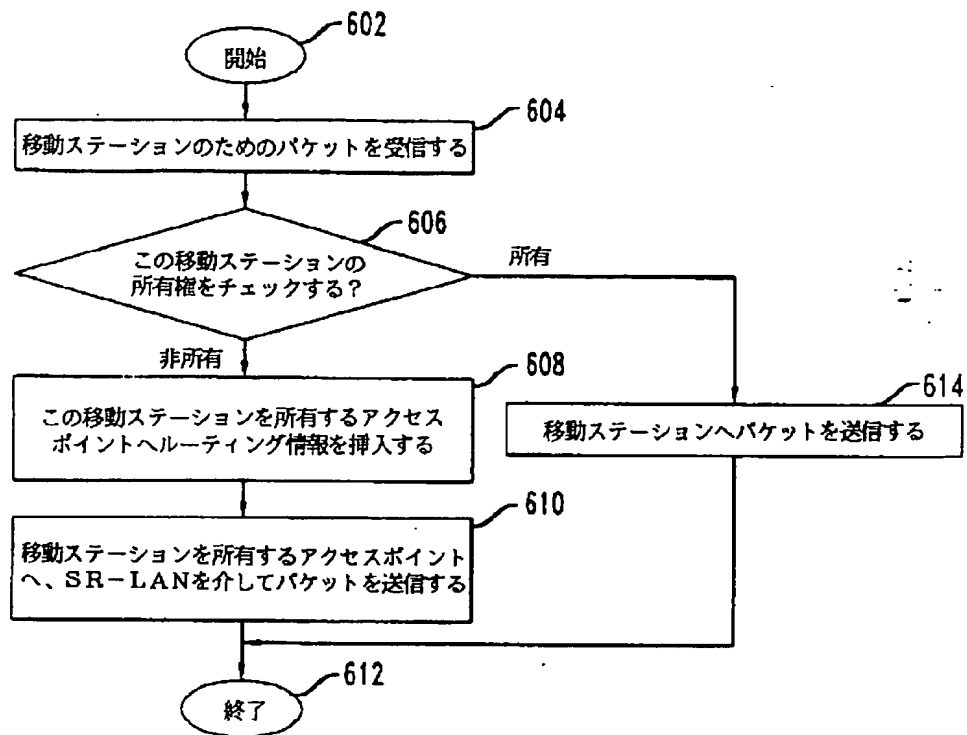 602
開始
604
移動ステーションのためのパケットを受信する
606
この移動ステーションの
所有権をチェックする?
所有
非所有
608
この移動ステーションを所有するアクセス
ポイントへルーティング情報を挿入する
614
移動ステーションへパケットを送信する
610
移動ステーションを所有するアクセスポイント
へ、SR-LANを介してパケットを送信する
612
終了